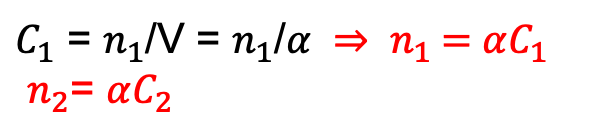 C₁ = n₁/V = n₁/α ⇒ n₁ = αC₁
n₂= αC₂